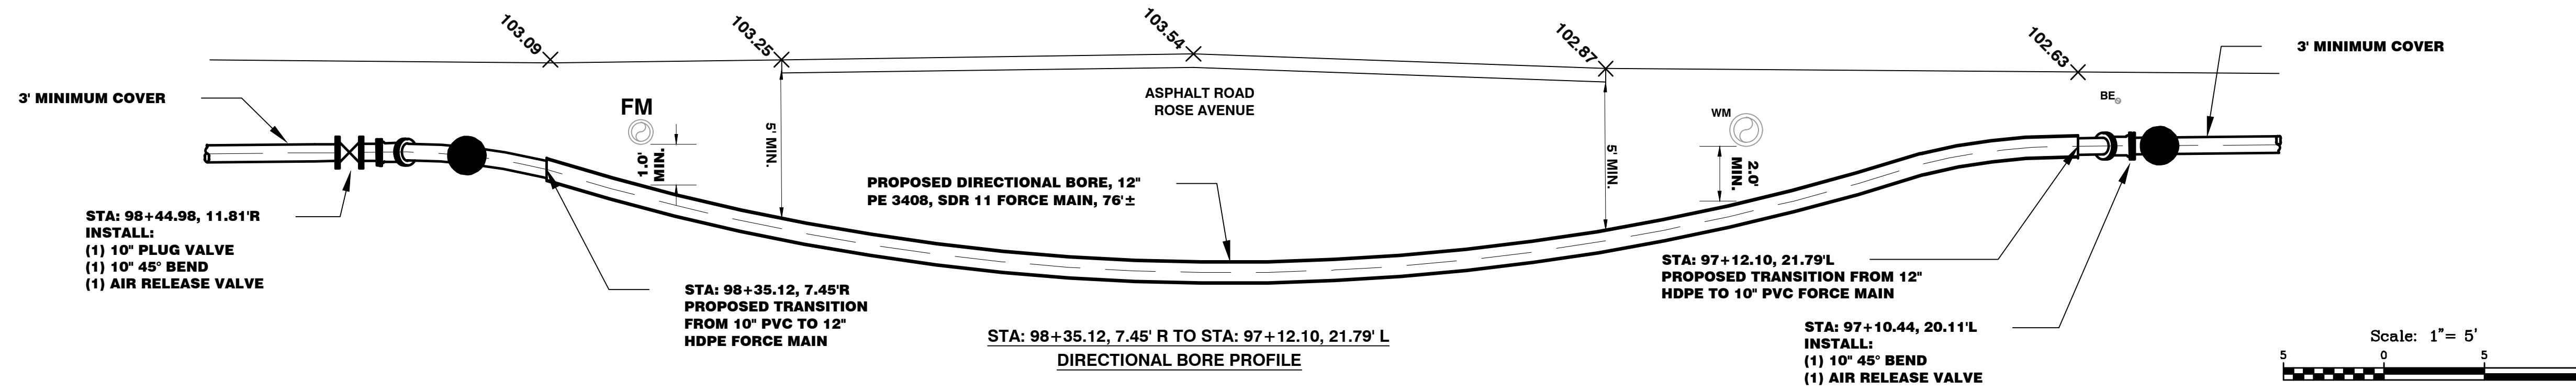 103.09
103.25
103.54
102.87
102.63
3' MINIMUM COVER
3' MINIMUM COVER
FM
1.0'
MIN.
5' MIN.
ASPHALT ROAD
ROSE AVENUE
WM
2.0'
MIN.
5' MIN.
BE
PROPOSED DIRECTIONAL BORE, 12"
PE 3408, SDR 11 FORCE MAIN, 76'±
STA: 98+44.98, 11.81'R
INSTALL:
(1) 10" PLUG VALVE
(1) 10" 45° BEND
(1) AIR RELEASE VALVE
STA: 98+35.12, 7.45'R
PROPOSED TRANSITION
FROM 10" PVC TO 12"
HDPE FORCE MAIN
STA: 97+12.10, 21.79'L
PROPOSED TRANSITION FROM 12"
HDPE TO 10" PVC FORCE MAIN
STA: 97+10.44, 20.11'L
INSTALL:
(1) 10" 45° BEND
(1) AIR RELEASE VALVE
STA: 98+35.12, 7.45' R TO STA: 97+12.10, 21.79' L
DIRECTIONAL BORE PROFILE
Scale: 1"= 5'
5 0 5